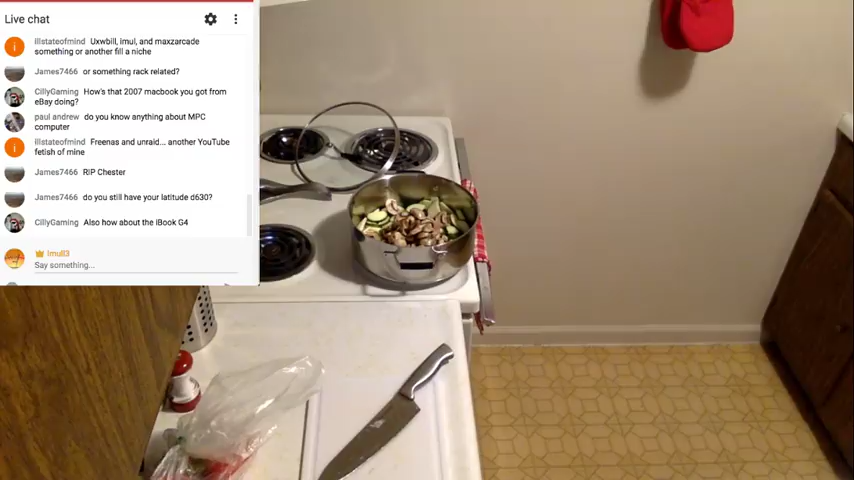 Live chat
illstateofmind Uxwbill, imul, and maxzarcade
something or another fill a niche
James7466 or something rack related?
CillyGaming How's that 2007 macbook you got from
eBay doing?
paul andrew do you know anything about MPC
computer
illstateofmind Freenas and unraid... another YouTube
fetish of mine
James7466 RIP Chester
James7466 do you still have your latitude d630?
CillyGaming Also how about the iBook G4
Imull3
Say something...